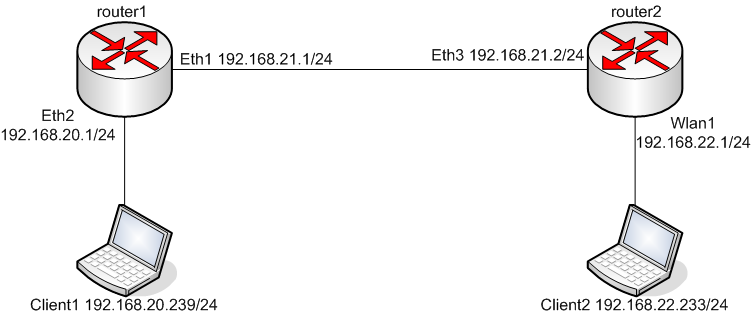 router1
router2
Eth1 192.168.21.1/24
Eth3 192.168.21.2/24
Eth2
192.168.20.1/24
Wlan1
192.168.22.1/24
Client1 192.168.20.239/24
Client2 192.168.22.233/24